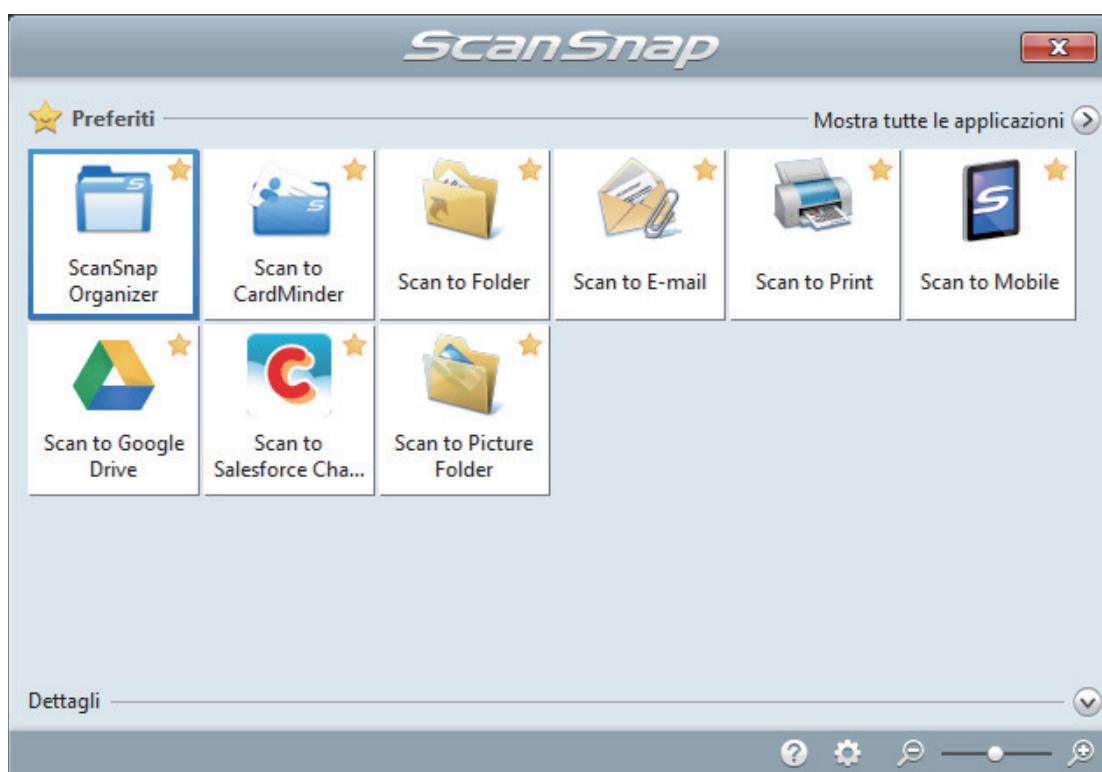 ScanSnap
Preferiti
Mostra tutte le applicazioni
ScanSnap
Organizer
Scan to
CardMinder
Scan to Folder
Scan to E-mail
Scan to Print
Scan to Mobile
Scan to Google
Drive
Scan to
Salesforce Cha...
Scan to Picture
Folder
Dettagli